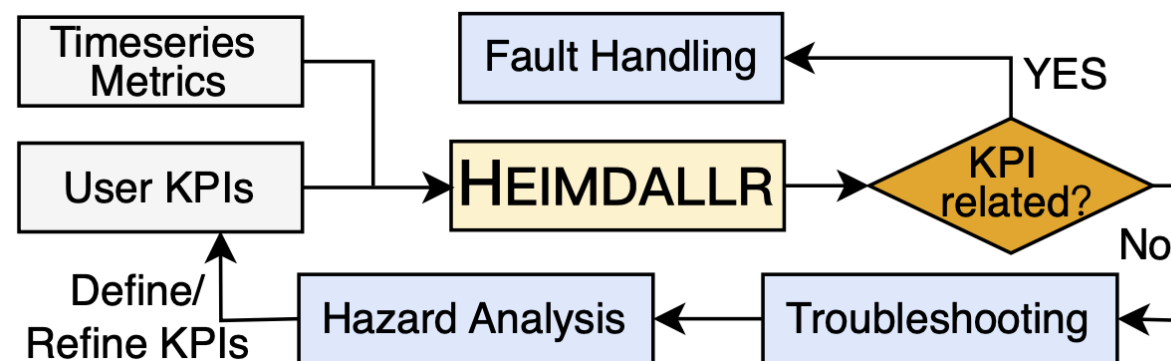 Timeseries
Metrics
Fault Handling
YES
User KPIs
HEIMDALLR
KPI
related?
No
Define/
Refine KPIs
Hazard Analysis
Troubleshooting